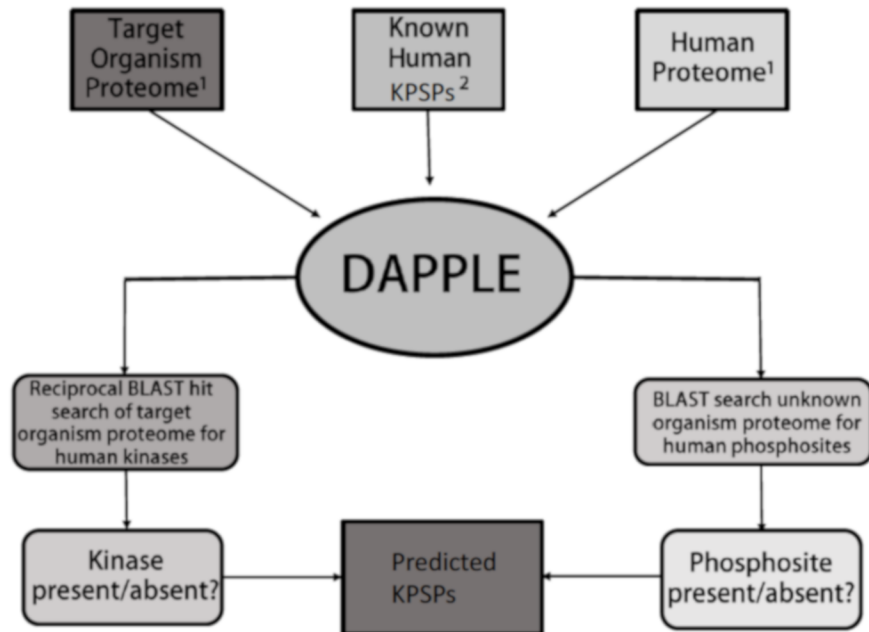 Target
Organism
Proteome¹
Known
Human
KPSPs ²
Human
Proteome¹
DAPPLE
Reciprocal BLAST hit
search of target
organism proteome for
human kinases
BLAST search unknown
organism proteome for
human phosphosites
Kinase
present/absent?
Predicted
KPSPs
Phosphosite
present/absent?